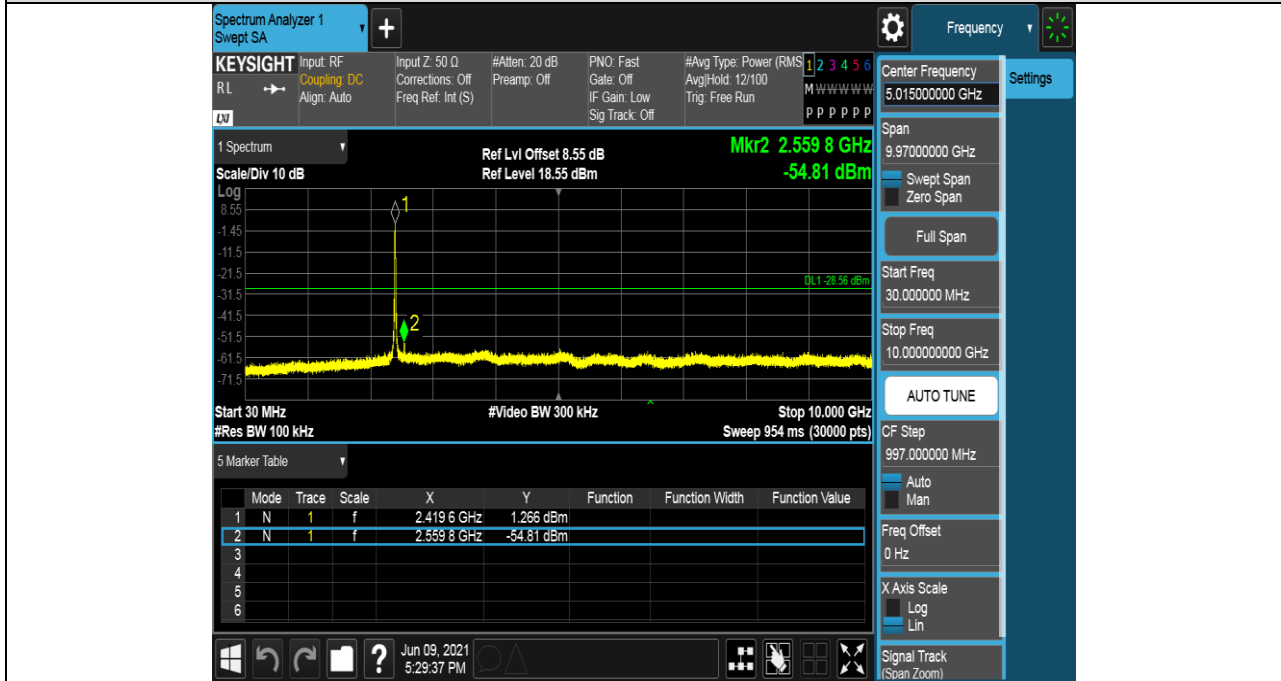 Spectrum Analyzer 1
Swept SA
+
Frequency
KEYSIGHT
RL
LXI
Input: RF
Coupling: DC
Align: Auto
Input Z: 50 Ω
Corrections: Off
Freq Ref: Int (S)
#Atten: 20 dB
Preamp: Off
PNO: Fast
Gate: Off
IF Gain: Low
Sig Track: Off
#Avg Type: Power (RMS
Avg|Hold: 12/100
Trig: Free Run
1 2 3 4 5 6
M W W W W W
P P P P P P
1 Spectrum
Scale/Div 10 dB
Ref Lvl Offset 8.55 dB
Ref Level 18.55 dBm
Mkr2 2.559 8 GHz
-54.81 dBm
Log
8.55
-1.45
-11.5
-21.5
-31.5
-41.5
-51.5
-61.5
-71.5
1
2
DL1 -28.56 dBm
Start 30 MHz
#Video BW 300 kHz
Stop 10.000 GHz
#Res BW 100 kHz
Sweep 954 ms (30000 pts)
5 Marker Table
Mode Trace Scale X Y Function Function Width Function Value
1 N 1 f 2.419 6 GHz 1.266 dBm
2 N 1 f 2.559 8 GHz -54.81 dBm
3
4
5
6
?
Jun 09, 2021
5:29:37 PM
Center Frequency
5.015000000 GHz
Settings
Span
9.97000000 GHz
Swept Span
Zero Span
Full Span
Start Freq
30.000000 MHz
Stop Freq
10.000000000 GHz
AUTO TUNE
CF Step
997.000000 MHz
Auto
Man
Freq Offset
0 Hz
X Axis Scale
Log
Lin
Signal Track
(Span Zoom)